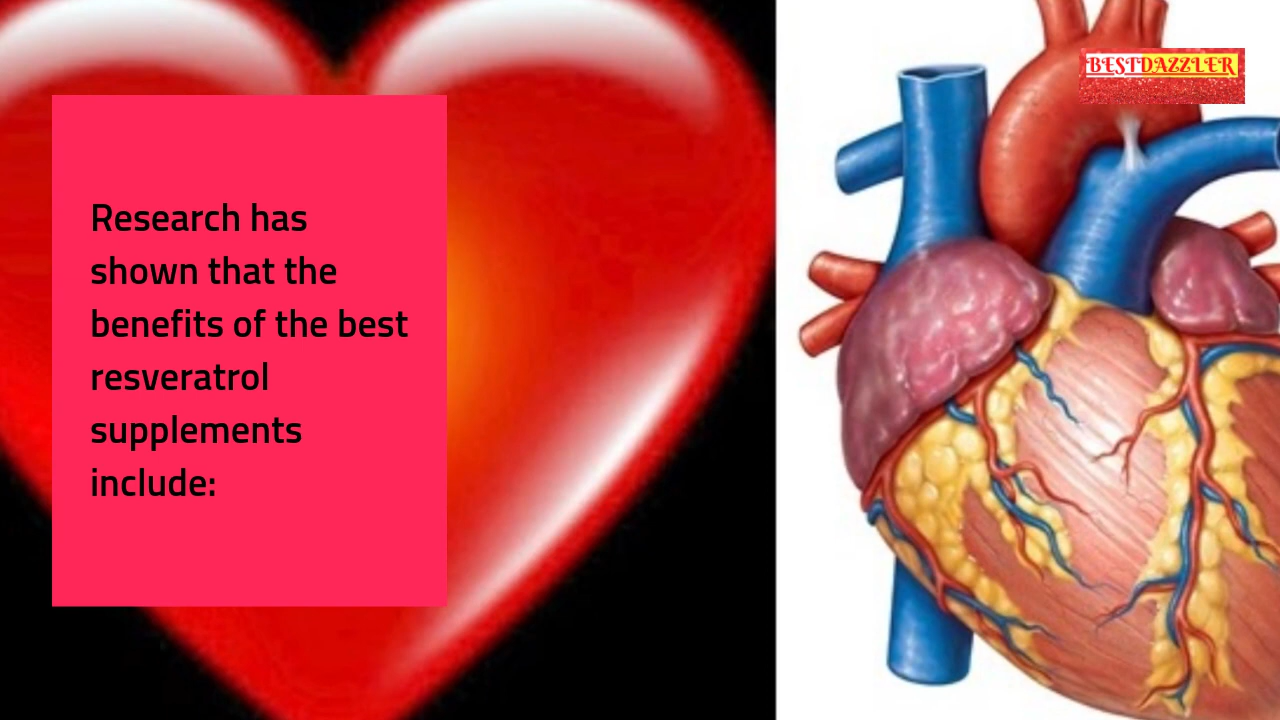 BESTDAZZLER
Research has
shown that the
benefits of the best
resveratrol
supplements
include: